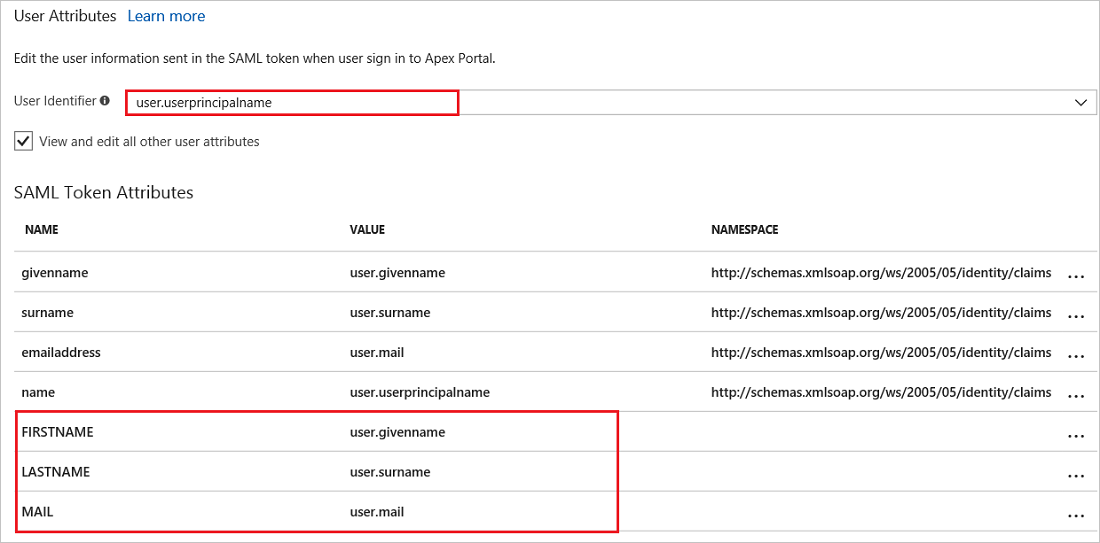 User Attributes Learn more
Edit the user information sent in the SAML token when user sign in to Apex Portal.
User Identifier user.userprincipalname
View and edit all other user attributes
SAML Token Attributes
NAME VALUE NAMESPACE
givenname user.givenname http://schemas.xmlsoap.org/ws/2005/05/identity/claims ...
surname user.surname http://schemas.xmlsoap.org/ws/2005/05/identity/claims ...
emailaddress user.mail http://schemas.xmlsoap.org/ws/2005/05/identity/claims ...
name user.userprincipalname http://schemas.xmlsoap.org/ws/2005/05/identity/claims ...
FIRSTNAME user.givenname ...
LASTNAME user.surname ...
MAIL user.mail ...